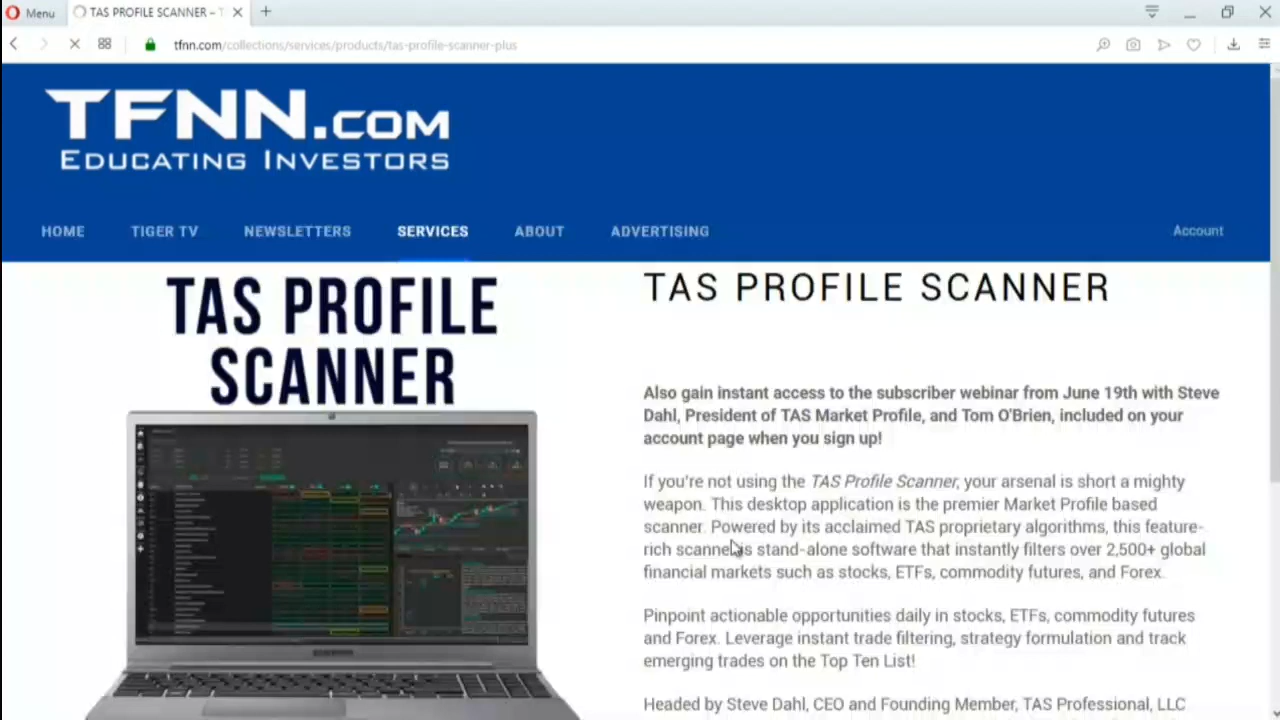 Menu
TAS PROFILE SCANNER – T
tfnn.com/collections/services/products/tas-profile-scanner-plus
TFNN.COM
EDUCATING INVESTORS
HOME
TIGER TV
NEWSLETTERS
SERVICES
ABOUT
ADVERTISING
Account
TAS PROFILE
SCANNER
TAS PROFILE SCANNER
Also gain instant access to the subscriber webinar from June 19th with Steve
Dahl, President of TAS Market Profile, and Tom O'Brien, included on your
account page when you sign up!
If you're not using the TAS Profile Scanner, your arsenal is short a mighty
weapon. This desktop application is the premier Market Profile based
scanner. Powered by its acclaimed TAS proprietary algorithms, this feature-
rich scanner is stand-alone software that instantly filters over 2,500+ global
financial markets such as stocks, ETFs, commodity futures, and Forex.
Pinpoint actionable opportunities daily in stocks, ETFs, commodity futures
and Forex. Leverage instant trade filtering, strategy formulation and track
emerging trades on the Top Ten List!
Headed by Steve Dahl, CEO and Founding Member, TAS Professional, LLC